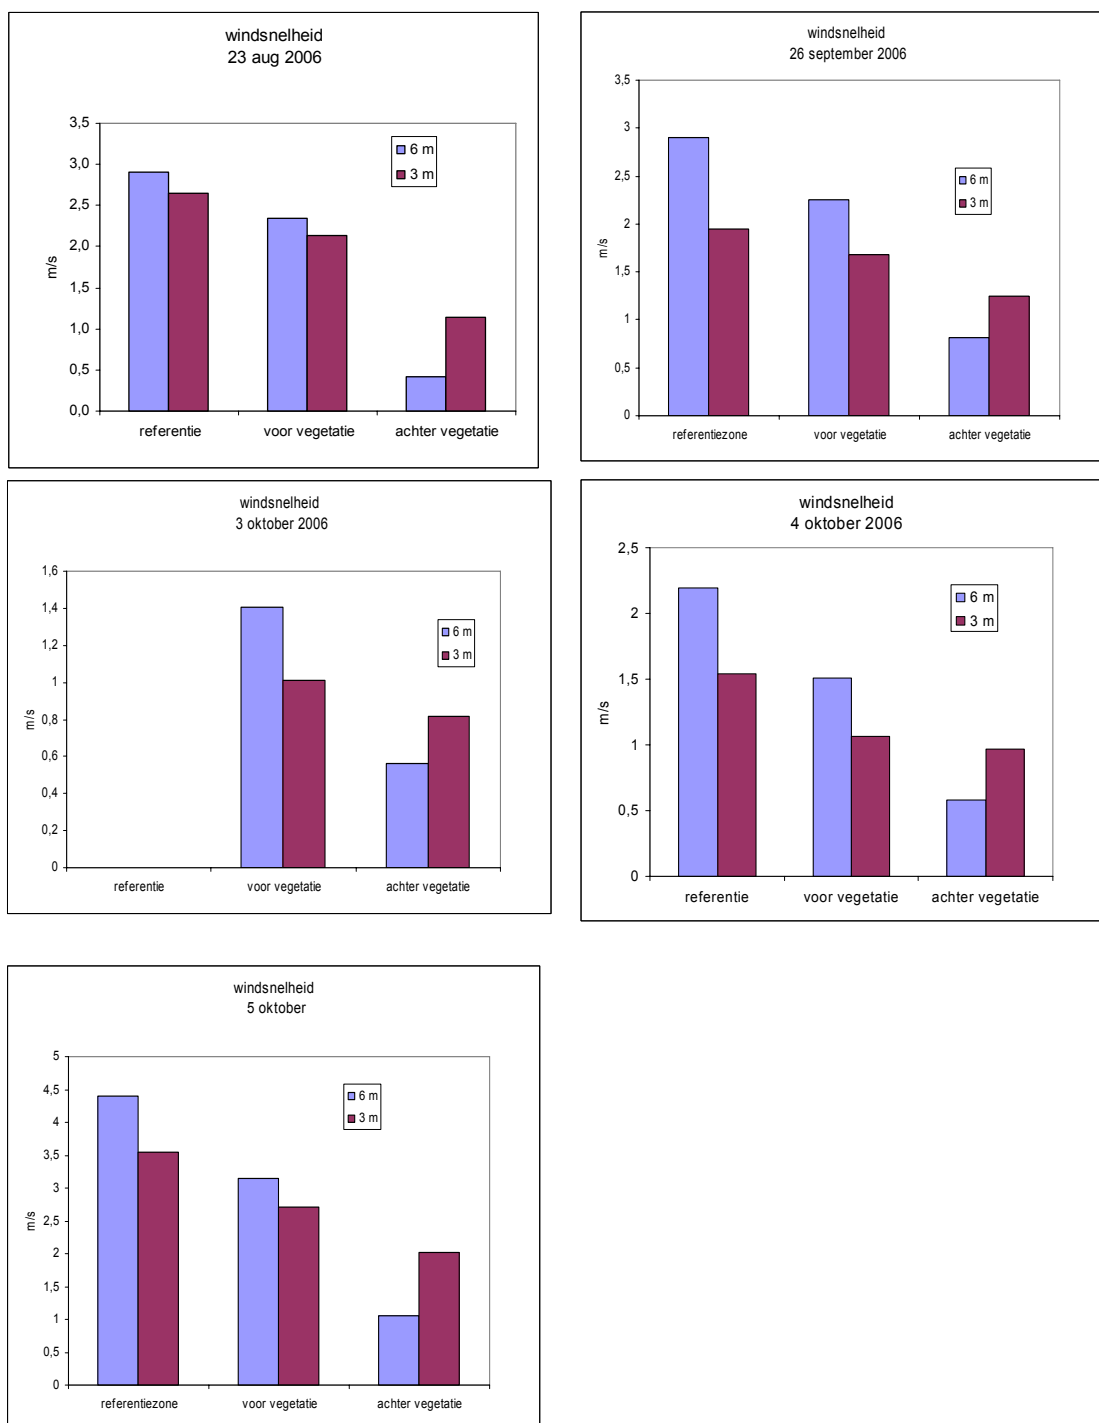 windsnelheid
23 aug 2006
3,5
3,0
2,5
2,0
1,5
1,0
0,5
0,0
m/s
6 m
3 m
referentie voor vegetatie achter vegetatie
windsnelheid
26 september 2006
3,5
3
2,5
2
1,5
1
0,5
0
m/s
6 m
3 m
referentiezone voor vegetatie achter vegetatie
windsnelheid
3 oktober 2006
1,6
1,4
1,2
1
0,8
0,6
0,4
0,2
0
m/s
6 m
3 m
referentie voor vegetatie achter vegetatie
windsnelheid
4 oktober 2006
2,5
2
1,5
1
0,5
0
m/s
6 m
3 m
referentie voor vegetatie achter vegetatie
windsnelheid
5 oktober
5
4,5
4
3,5
3
2,5
2
1,5
1
0,5
0
m/s
6 m
3 m
referentiezone voor vegetatie achter vegetatie